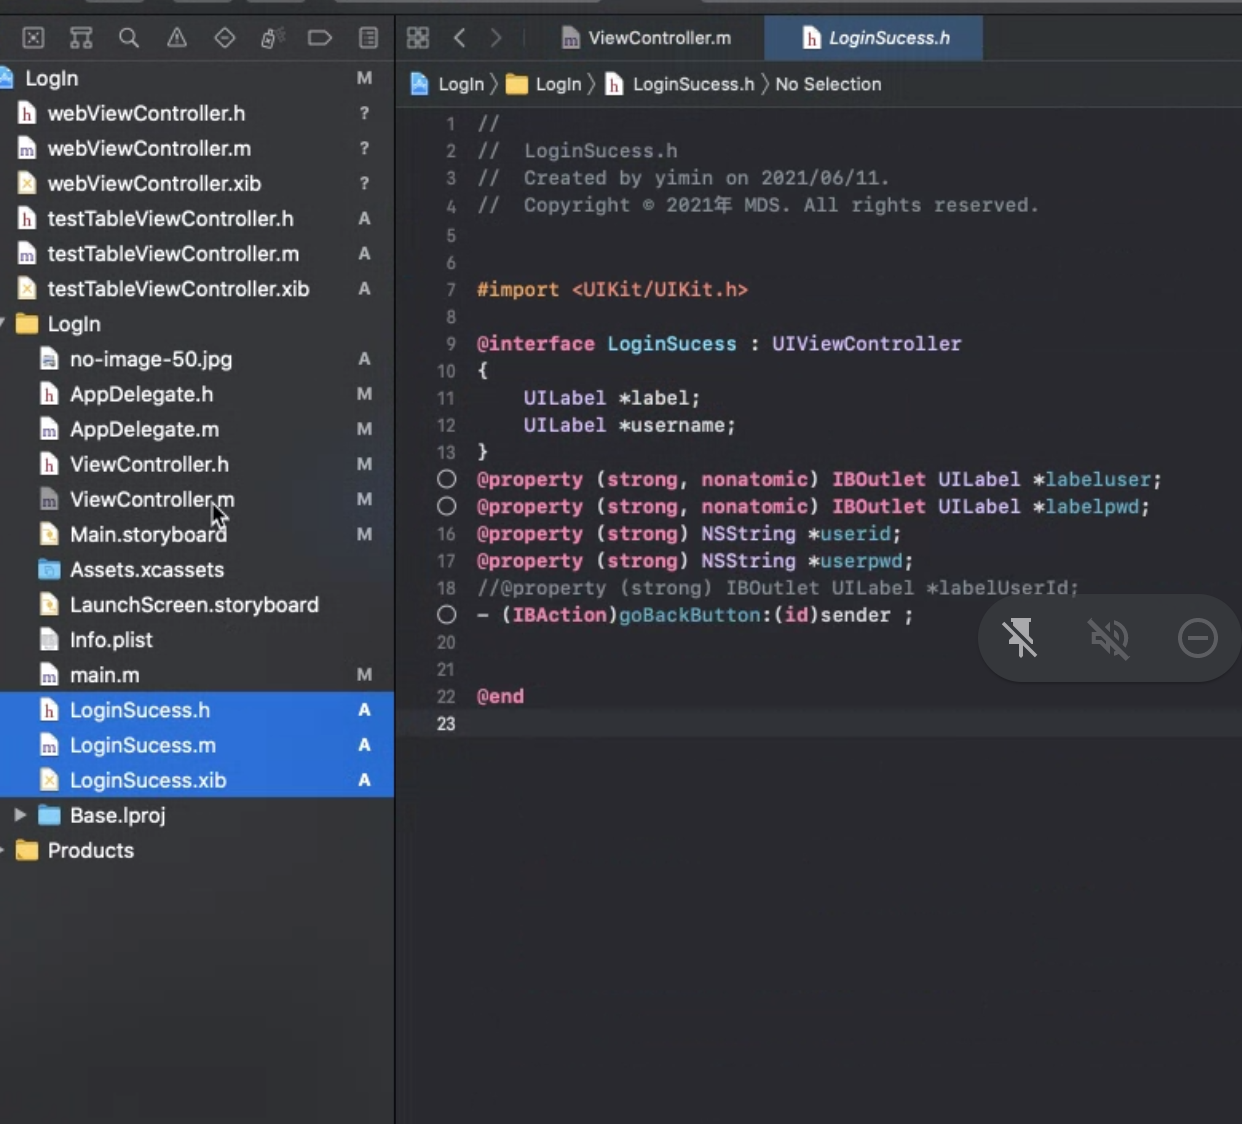 LogIn M
webViewController.h ?
webViewController.m ?
webViewController.xib ?
testTableViewController.h A
testTableViewController.m A
testTableViewController.xib A
LogIn
no-image-50.jpg A
AppDelegate.h M
AppDelegate.m M
ViewController.h M
ViewController.m M
Main.storyboard M
Assets.xcassets
LaunchScreen.storyboard
Info.plist
main.m M
LoginSucess.h A
LoginSucess.m A
LoginSucess.xib A
Base.lproj
Products
ViewController.m
LoginSucess.h
LogIn 〉 LogIn 〉 LoginSucess.h 〉 No Selection
1 //
2 //  LoginSucess.h
3 //  Created by yimin on 2021/06/11.
4 //  Copyright © 2021年 MDS. All rights reserved.
5
6
7 #import <UIKit/UIKit.h>
8
9 @interface LoginSucess : UIViewController
10 {
11     UILabel *label;
12     UILabel *username;
13 }
@property (strong, nonatomic) IBOutlet UILabel *labeluser;
@property (strong, nonatomic) IBOutlet UILabel *labelpwd;
16 @property (strong) NSString *userid;
17 @property (strong) NSString *userpwd;
18 //@property (strong) IBOutlet UILabel *labelUserId;
- (IBAction)goBackButton:(id)sender ;
20
21
22 @end
23